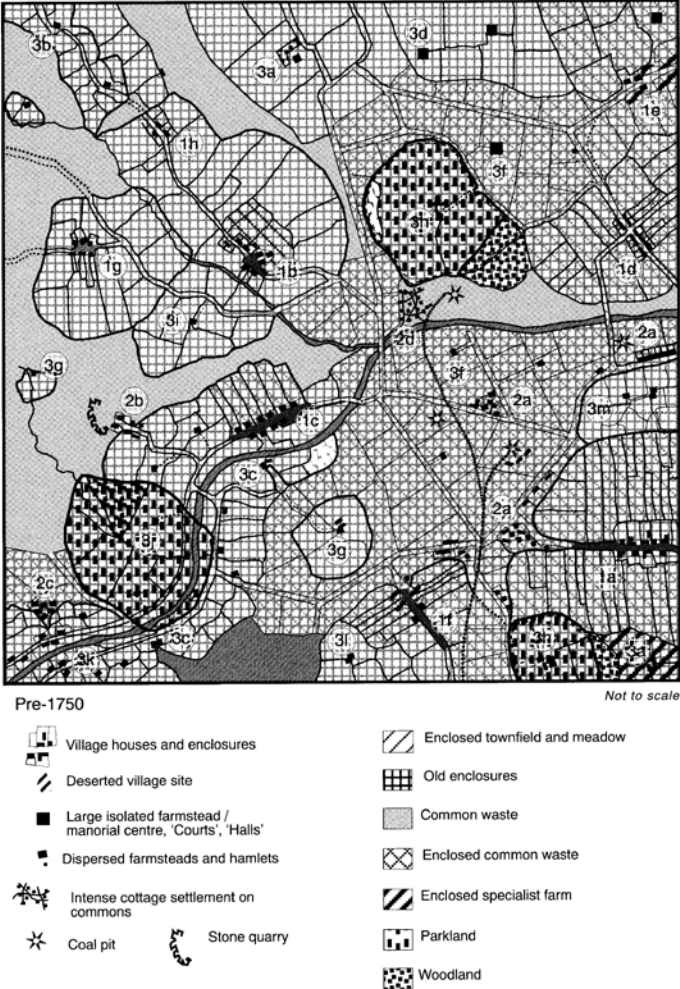 3b
3a
3d
1e
1h
3f
3h
1g
1b
1d
3i
2d
2a
3g
3f
2b
2a
3m
1c
3c
2a
3g
1a
2c
3c
3l
1f
3h
3a
3k
Pre-1750
Not to scale
Village houses and enclosures
Deserted village site
Large isolated farmstead /
manorial centre, 'Courts', 'Halls'
Dispersed farmsteads and hamlets
Intense cottage settlement on
commons
Coal pit
Stone quarry
Enclosed townfield and meadow
Old enclosures
Common waste
Enclosed common waste
Enclosed specialist farm
Parkland
Woodland